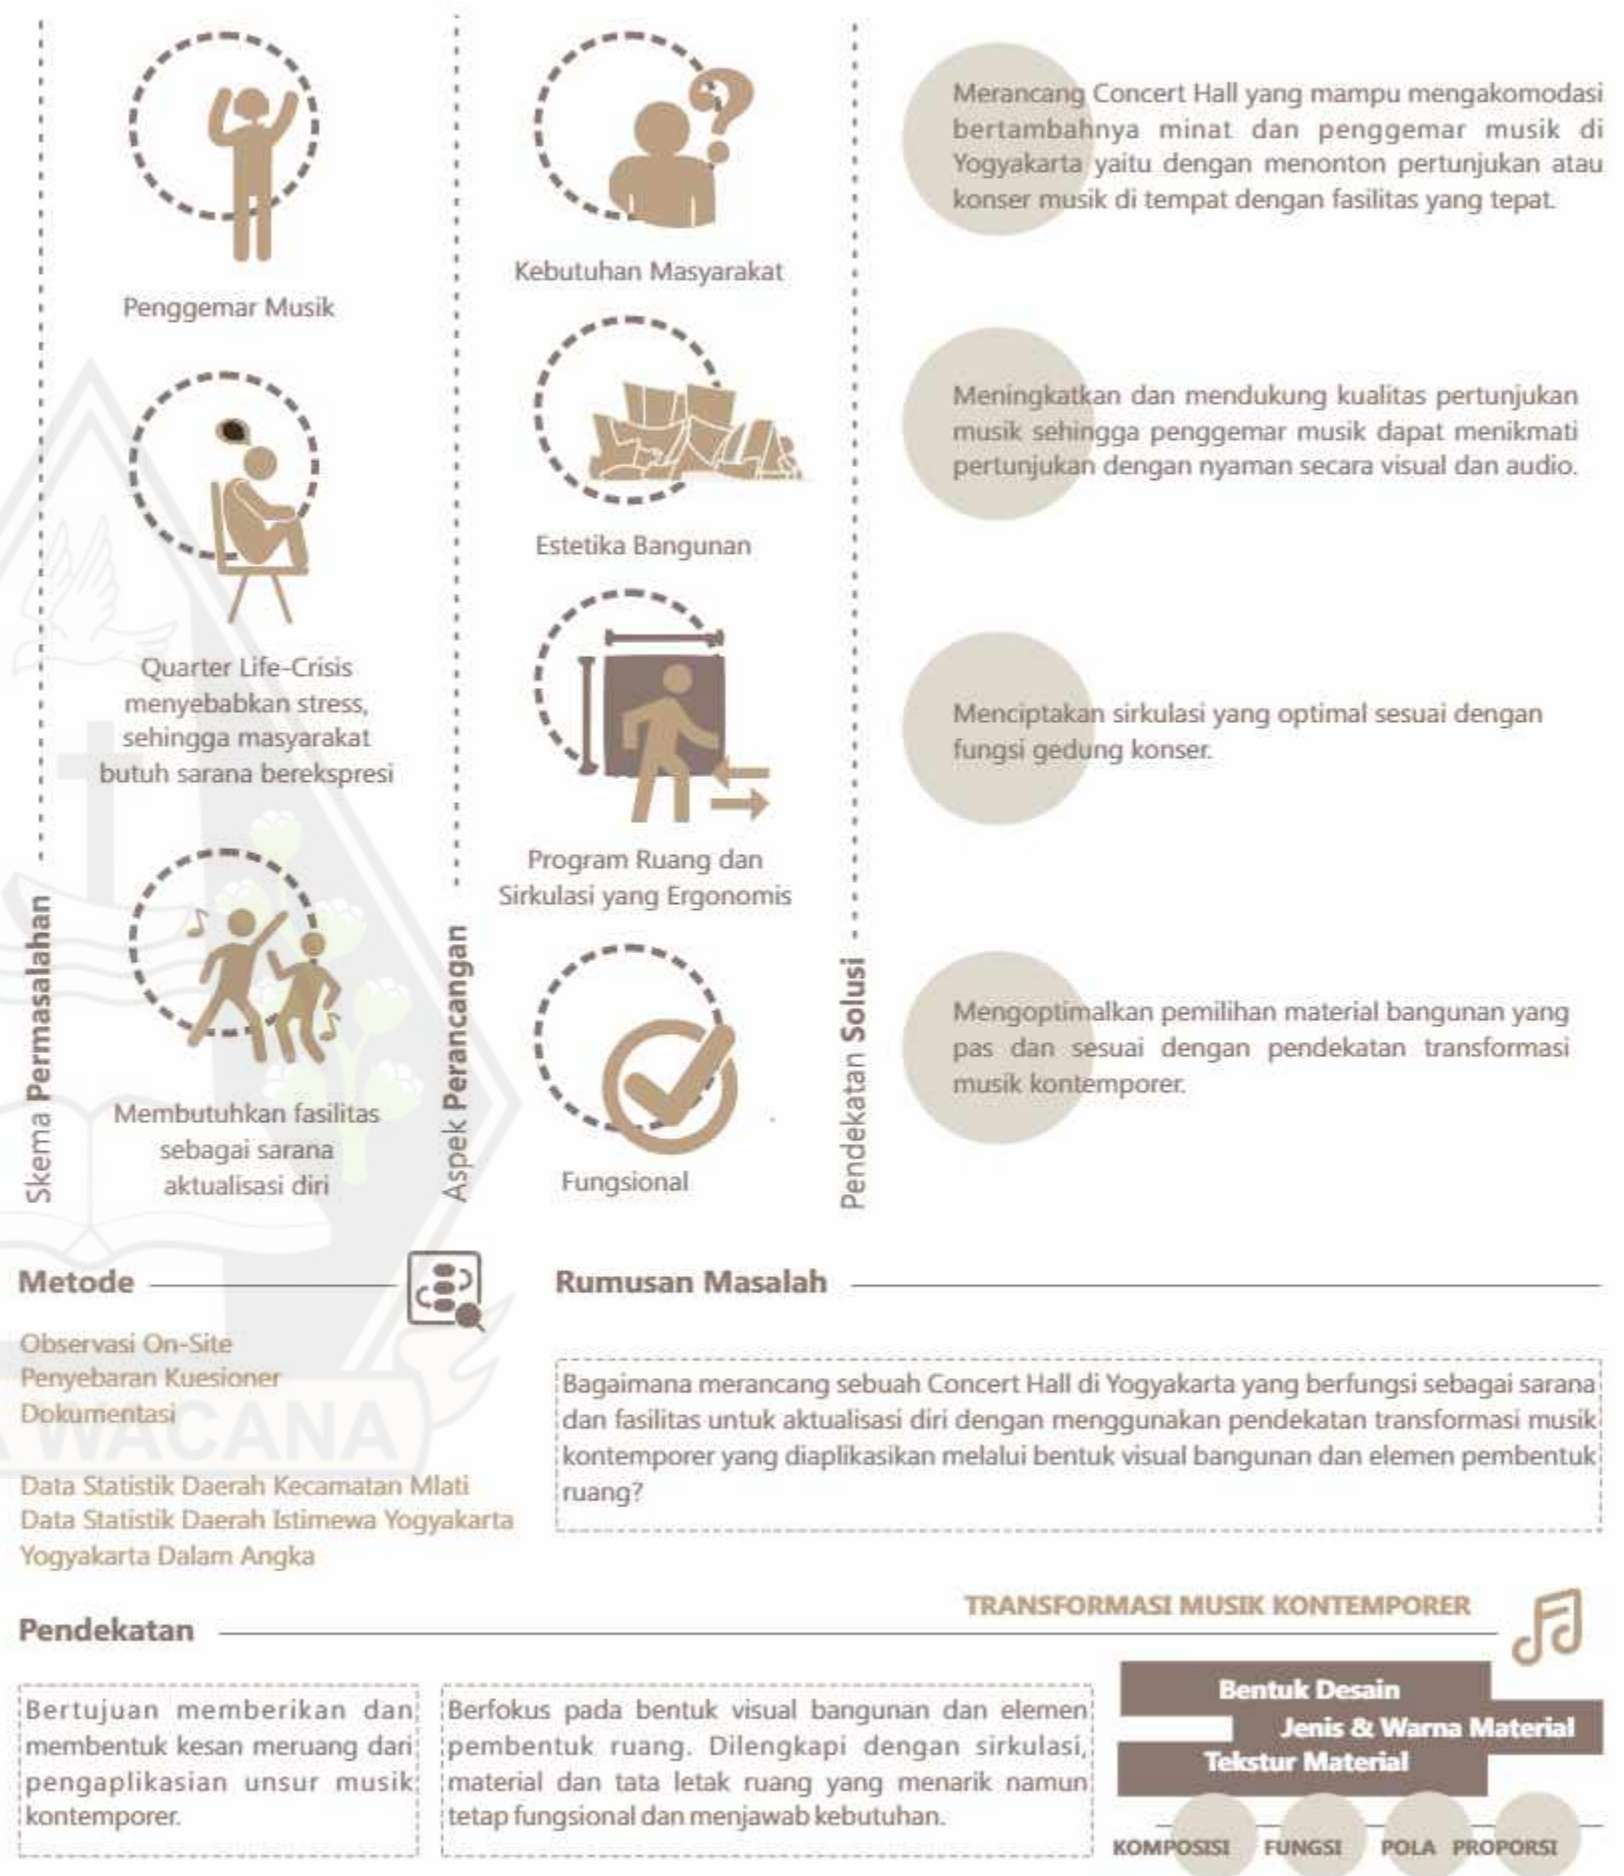 Skema Permasalahan
Penggemar Musik
Quarter Life-Crisis
menyebabkan stress,
sehingga masyarakat
butuh sarana berekspresi
Membutuhkan fasilitas
sebagai sarana
aktualisasi diri
Aspek Perancangan
Kebutuhan Masyarakat
Estetika Bangunan
Program Ruang dan
Sirkulasi yang Ergonomis
Fungsional
Pendekatan Solusi
Merancang Concert Hall yang mampu mengakomodasi
bertambahnya minat dan penggemar musik di
Yogyakarta yaitu dengan menonton pertunjukan atau
konser musik di tempat dengan fasilitas yang tepat.
Meningkatkan dan mendukung kualitas pertunjukan
musik sehingga penggemar musik dapat menikmati
pertunjukan dengan nyaman secara visual dan audio.
Menciptakan sirkulasi yang optimal sesuai dengan
fungsi gedung konser.
Mengoptimalkan pemilihan material bangunan yang
pas dan sesuai dengan pendekatan transformasi
musik kontemporer.
Metode
Observasi On-Site
Penyebaran Kuesioner
Dokumentasi
Data Statistik Daerah Kecamatan Mlati
Data Statistik Daerah Istimewa Yogyakarta
Yogyakarta Dalam Angka
WACANA
Rumusan Masalah
Bagaimana merancang sebuah Concert Hall di Yogyakarta yang berfungsi sebagai sarana
dan fasilitas untuk aktualisasi diri dengan menggunakan pendekatan transformasi musik
kontemporer yang diaplikasikan melalui bentuk visual bangunan dan elemen pembentuk
ruang?
Pendekatan
TRANSFORMASI MUSIK KONTEMPORER
Bertujuan memberikan dan
membentuk kesan meruang dari
pengaplikasian unsur musik
kontemporer.
Berfokus pada bentuk visual bangunan dan elemen
pembentuk ruang. Dilengkapi dengan sirkulasi,
material dan tata letak ruang yang menarik namun
tetap fungsional dan menjawab kebutuhan.
Bentuk Desain
Jenis & Warna Material
Tekstur Material
KOMPOSISI FUNGSI POLA PROPORSI